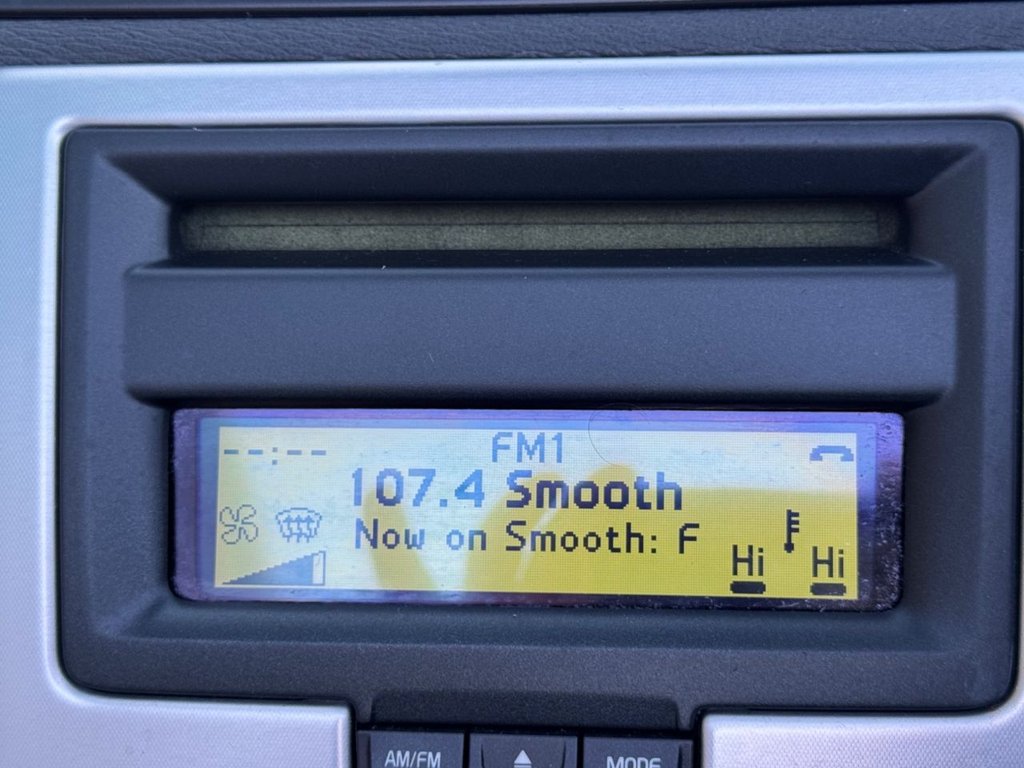 --:-- FM1
107.4 Smooth
Now on Smooth: F
Hi Hi
AM/FM MODE